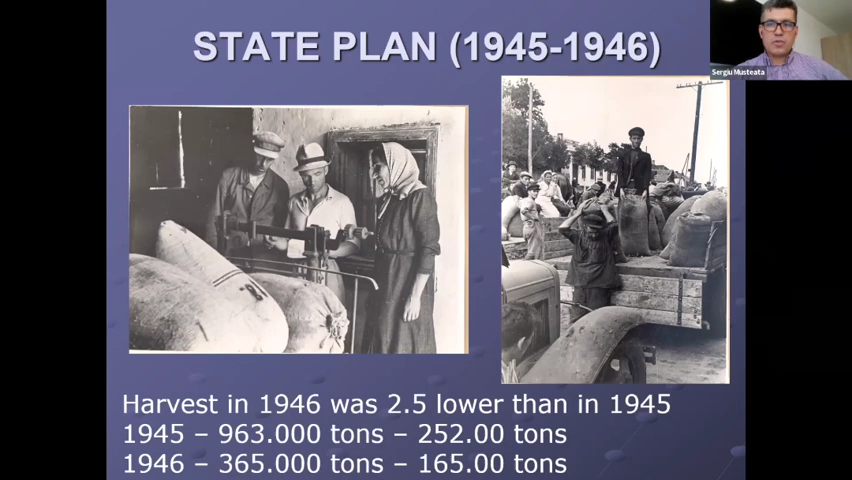 STATE PLAN (1945-1946)
Sergiu Musteata
Harvest in 1946 was 2.5 lower than in 1945
1945 – 963.000 tons – 252.00 tons
1946 – 365.000 tons – 165.00 tons